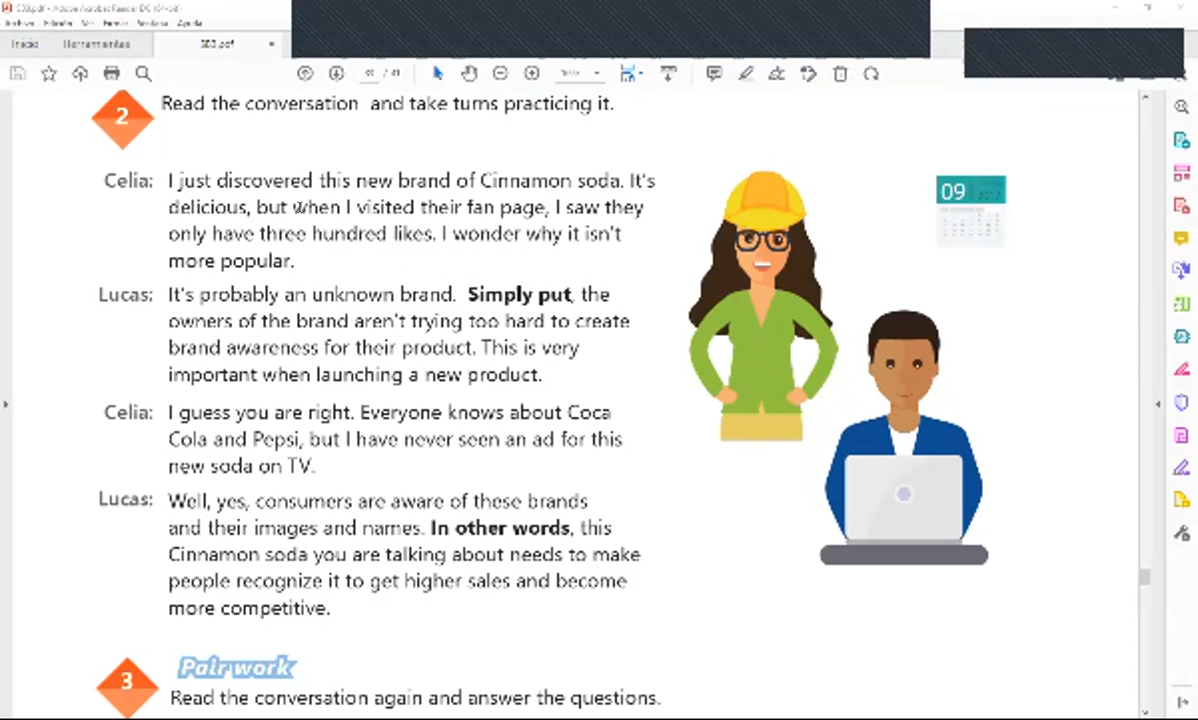 Inicio Herramientas 503.pdf
2 Read the conversation and take turns practicing it.
Celia: I just discovered this new brand of Cinnamon soda. It's
delicious, but when I visited their fan page, I saw they
only have three hundred likes. I wonder why it isn't
more popular.
Lucas: It's probably an unknown brand. Simply put, the
owners of the brand aren't trying too hard to create
brand awareness for their product. This is very
important when launching a new product.
Celia: I guess you are right. Everyone knows about Coca
Cola and Pepsi, but I have never seen an ad for this
new soda on TV.
Lucas: Well, yes, consumers are aware of these brands
and their images and names. In other words, this
Cinnamon soda you are talking about needs to make
people recognize it to get higher sales and become
more competitive.
09
3 Pair work
Read the conversation again and answer the questions.